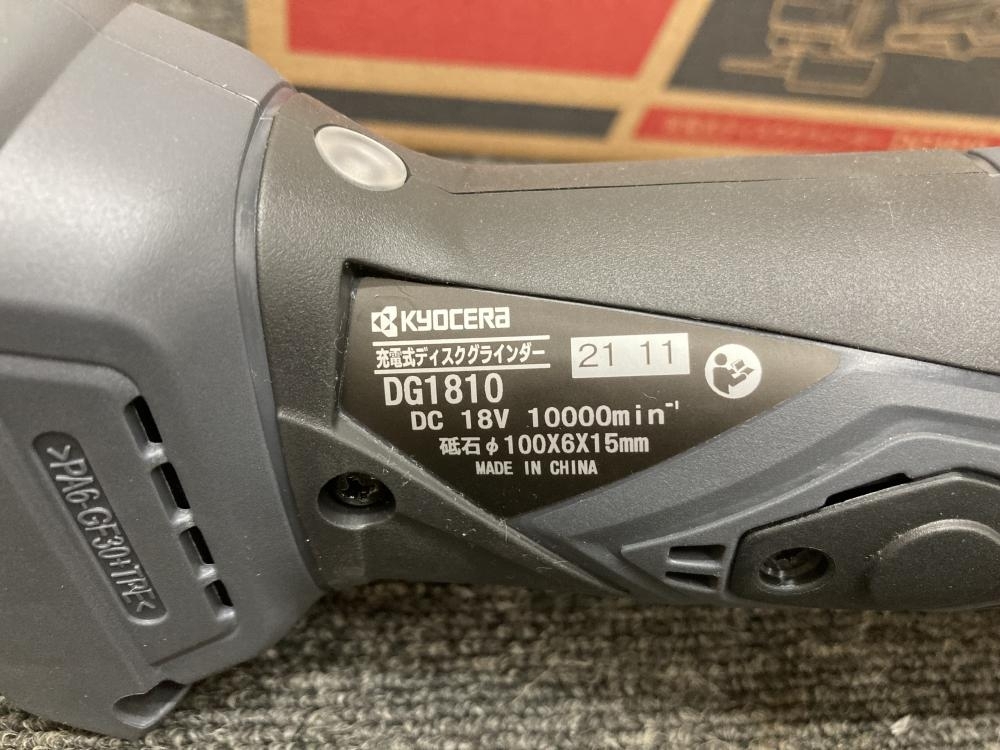 KYOCERA
充電式ディスクグラインダー
21 11
DG1810
DC 18V 10000min⁻¹
砥石φ100X6X15mm
MADE IN CHINA
>PA6-GF30+TPE<